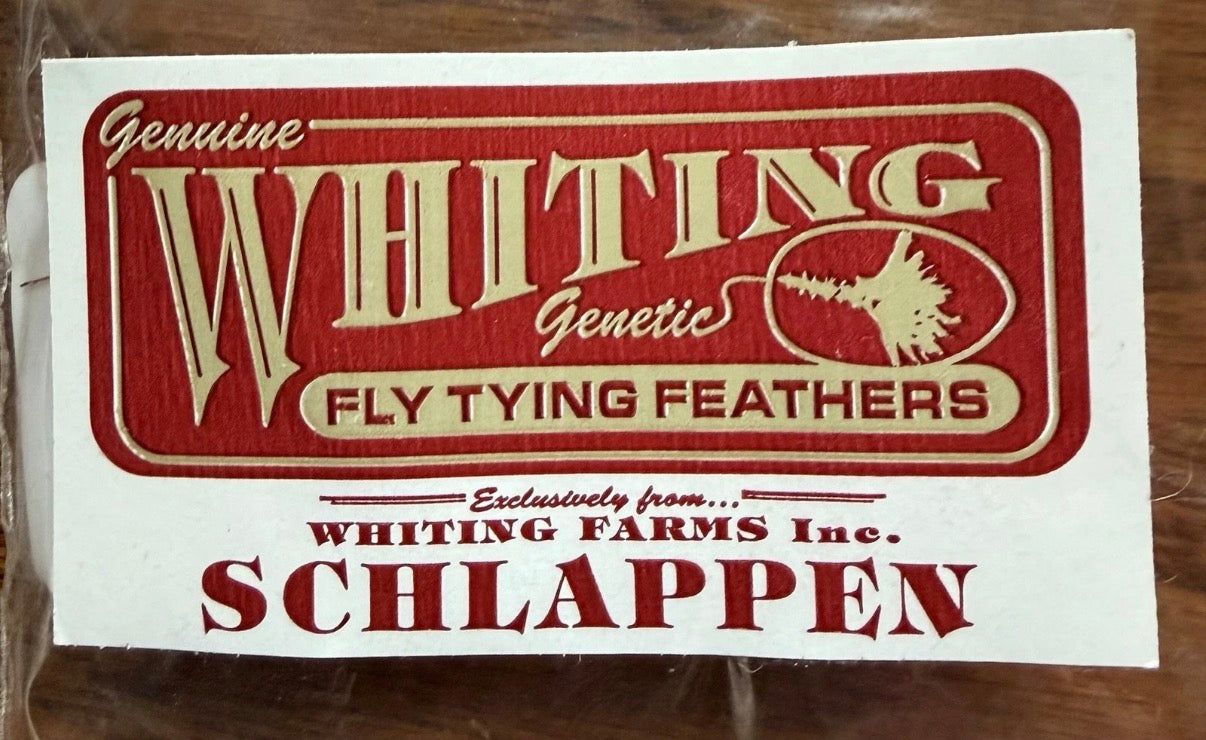 Genuine
WHITING
Genetic
FLY TYING FEATHERS
Exclusively from...
WHITING FARMS Inc.
SCHLAPPEN